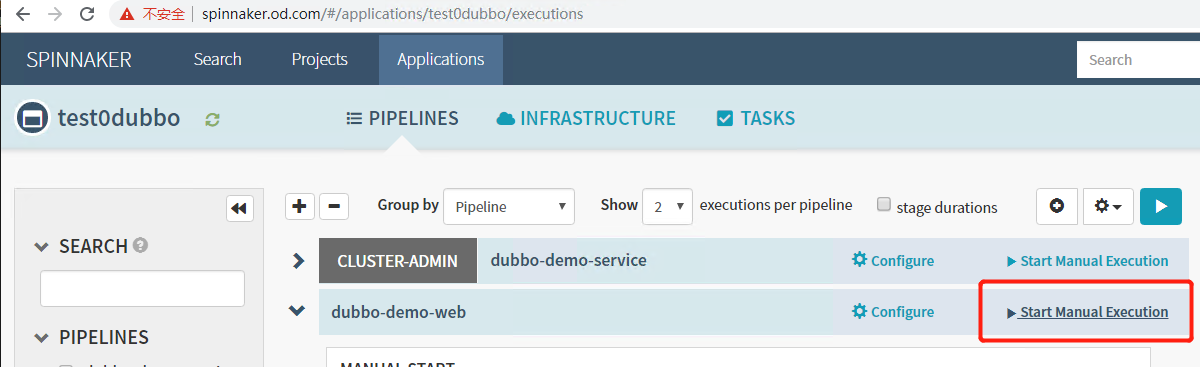 不安全 | spinnaker.od.com/#/applications/test0dubbo/executions
SPINNAKER Search Projects Applications Search
test0dubbo PIPELINES INFRASTRUCTURE TASKS
Group by Pipeline Show 2 executions per pipeline stage durations
SEARCH
CLUSTER-ADMIN dubbo-demo-service Configure Start Manual Execution
dubbo-demo-web Configure Start Manual Execution
PIPELINES
MANUAL START